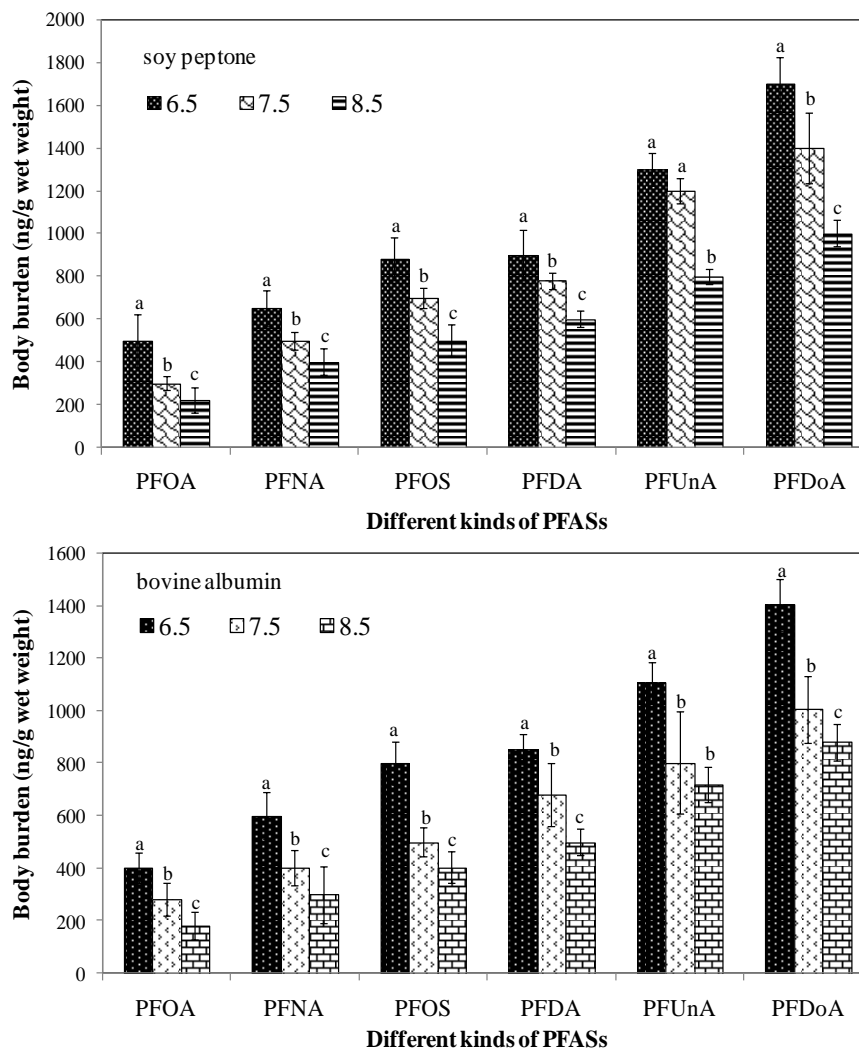 2000
1800
1600
1400
1200
1000
800
600
400
200
0
Body burden (ng/g wet weight)
soy peptone
6.5 7.5 8.5
a b c
a b c
a b c
a b c
a a b
a b c
PFOA PFNA PFOS PFDA PFUnA PFDoA
Different kinds of PFASs
1600
1400
1200
1000
800
600
400
200
0
Body burden (ng/g wet weight)
bovine albumin
6.5 7.5 8.5
a b c
a b c
a b c
a b c
a b b
a b c
PFOA PFNA PFOS PFDA PFUnA PFDoA
Different kinds of PFASs